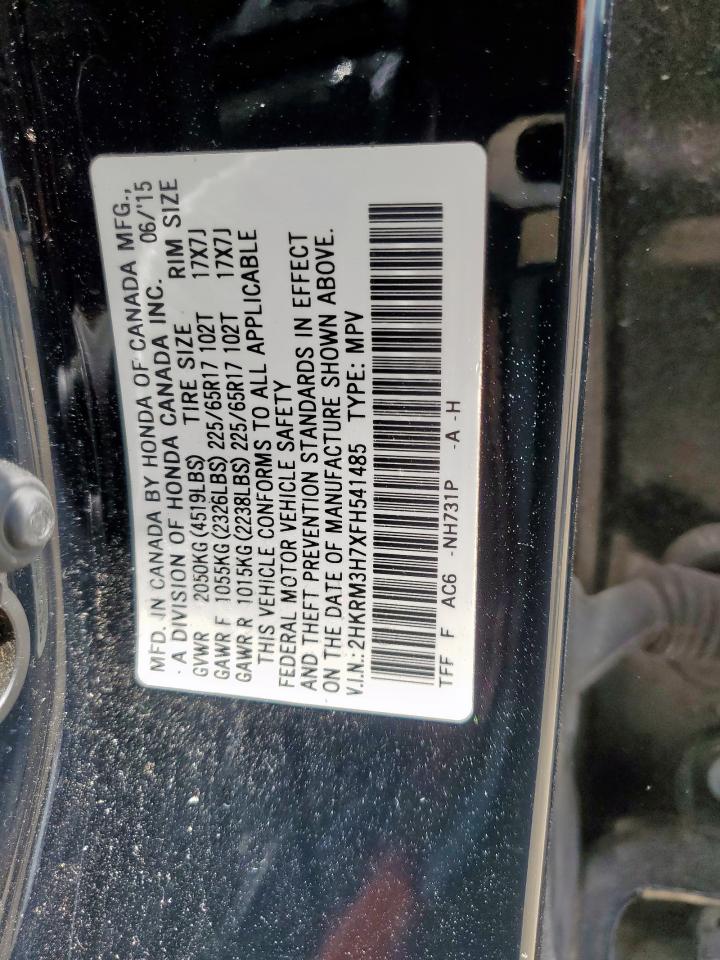 MFD. IN CANADA BY HONDA OF CANADA MFG.,
A DIVISION OF HONDA CANADA INC. 06/'15
GVWR 2050KG (4519LBS) TIRE SIZE RIM SIZE
GAWR F 1055KG (2326LBS) 225/65R17 102T 17X7J
GAWR R 1015KG (2238LBS) 225/65R17 102T 17X7J
THIS VEHICLE CONFORMS TO ALL APPLICABLE
FEDERAL MOTOR VEHICLE SAFETY
AND THEFT PREVENTION STANDARDS IN EFFECT
ON THE DATE OF MANUFACTURE SHOWN ABOVE.
V.I.N.: 2HKRM3H7XFH541485 TYPE: MPV
TFF F AC6 -NH731P -A -H